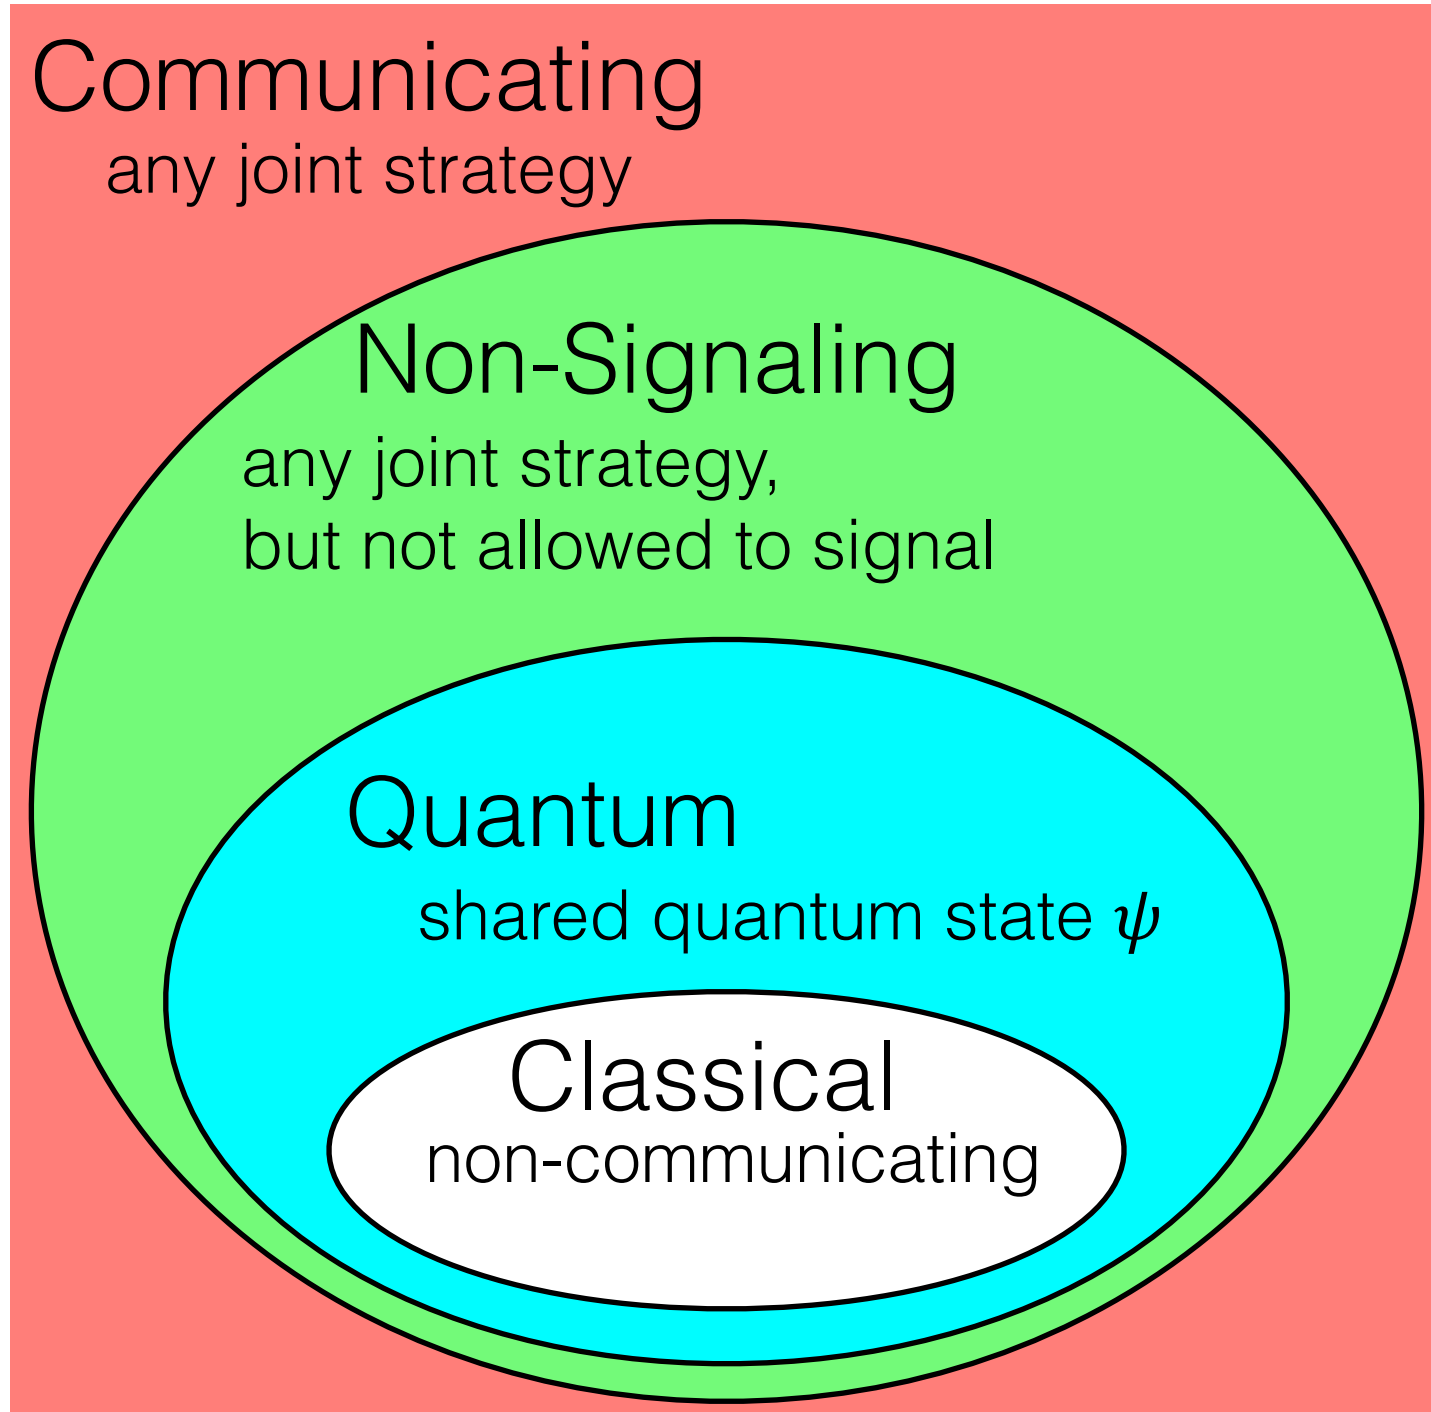 Communicating
any joint strategy
Non-Signaling
any joint strategy,
but not allowed to signal
Quantum
shared quantum state ψ
Classical
non-communicating